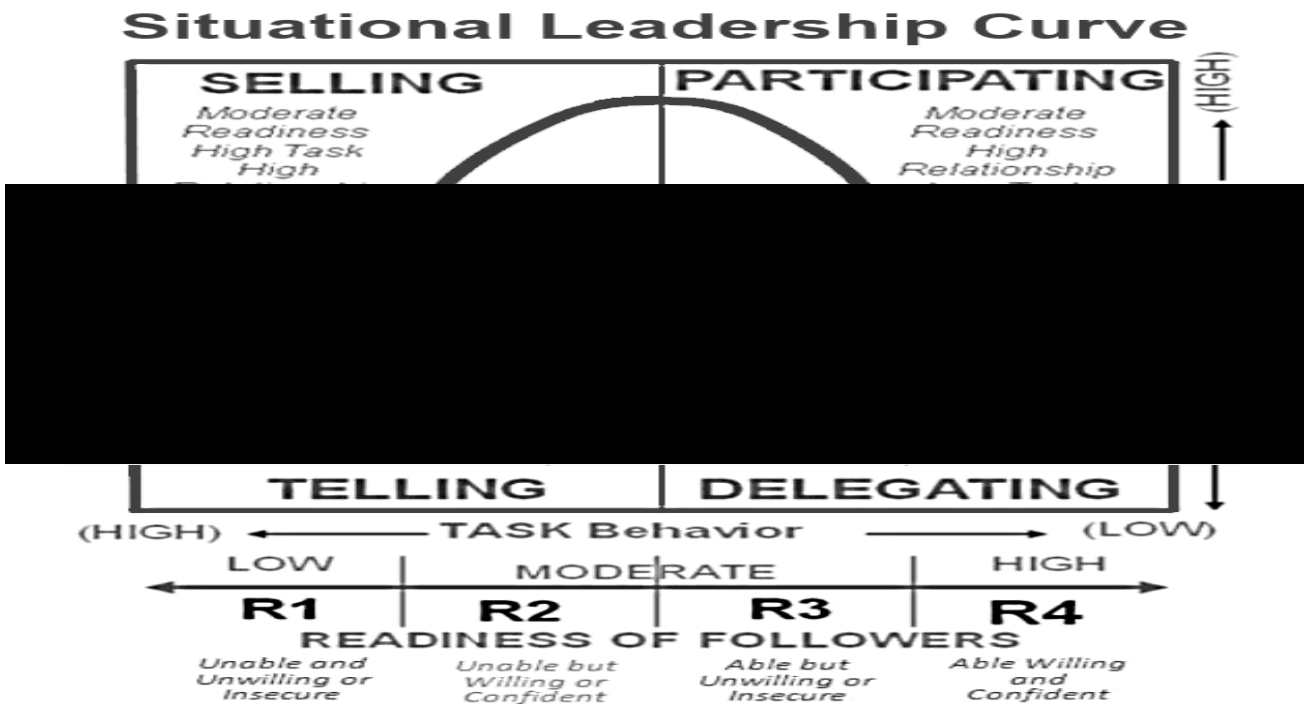 Situational Leadership Curve
SELLING
Moderate
Readiness
High Task
High
PARTICIPATING
Moderate
Readiness
High
Relationship
(HIGH)
TELLING
DELEGATING
(HIGH) TASK Behavior (LOW)
LOW MODERATE HIGH
R1 R2 R3 R4
READINESS OF FOLLOWERS
Unable and
Unwilling or
Insecure
Unable but
Willing or
Confident
Able but
Unwilling or
Insecure
Able Willing
and
Confident